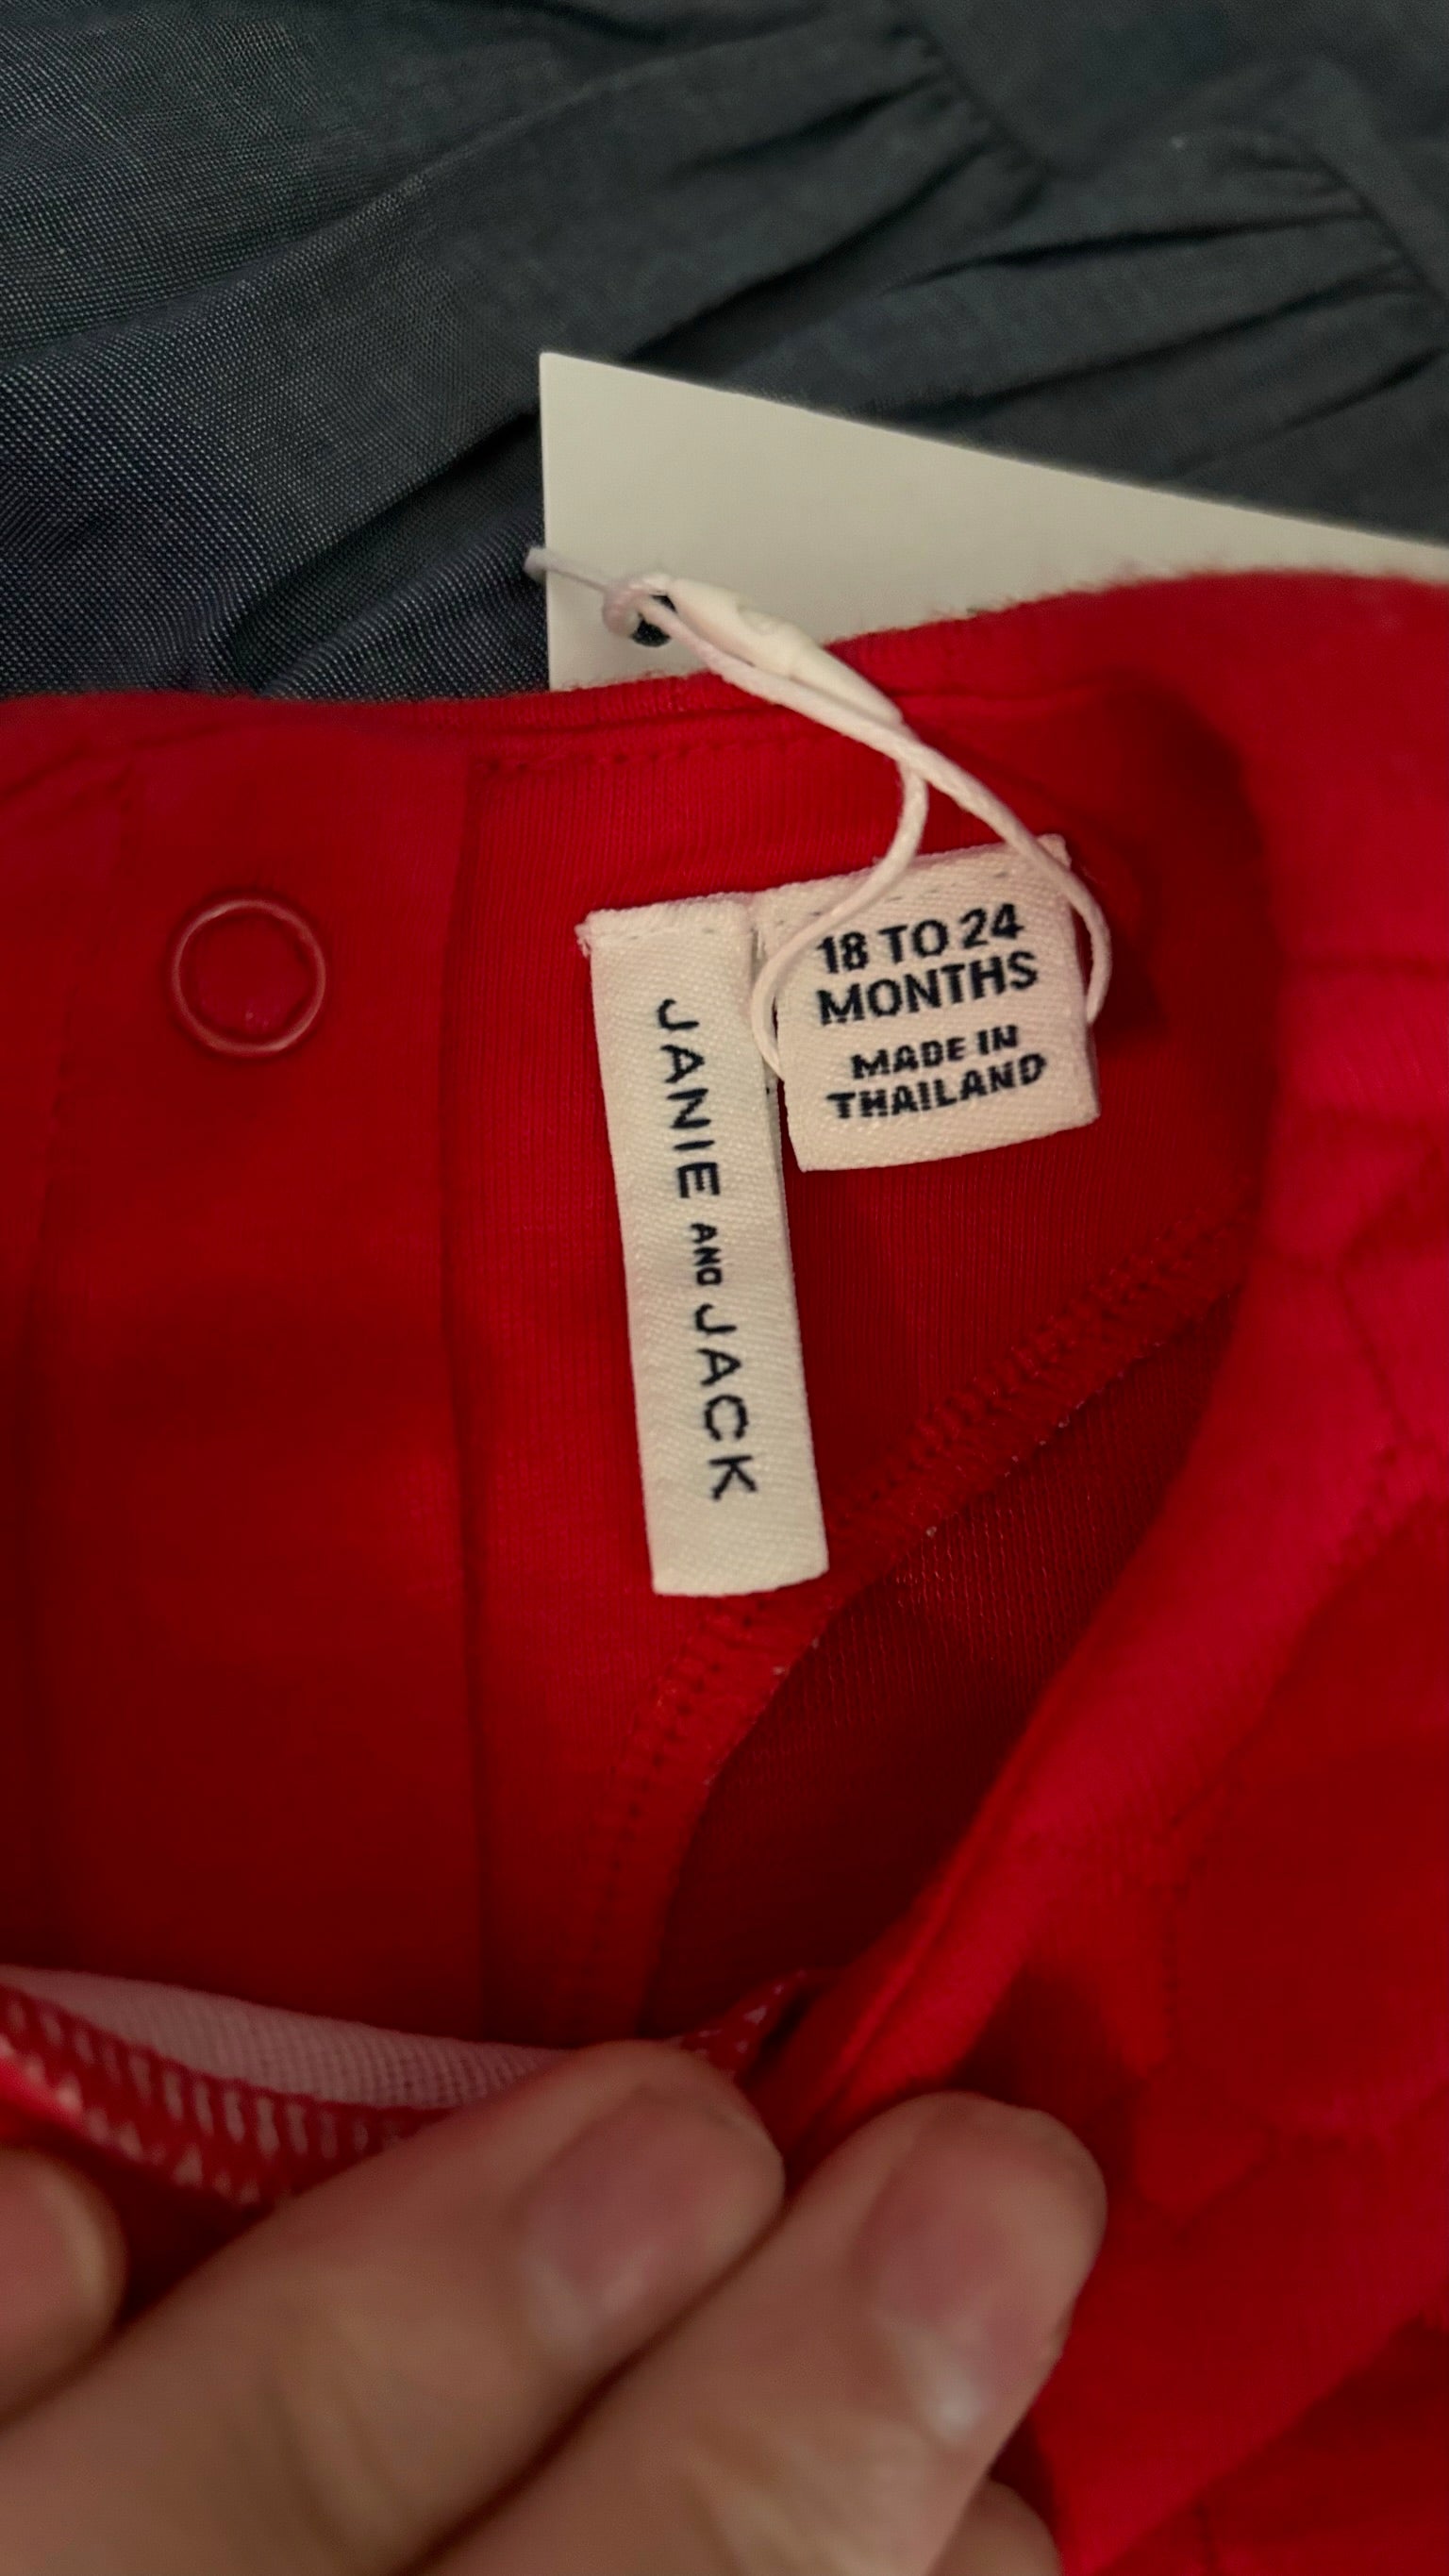 JANIE AND JACK
18 TO 24
MONTHS
MADE IN
THAILAND